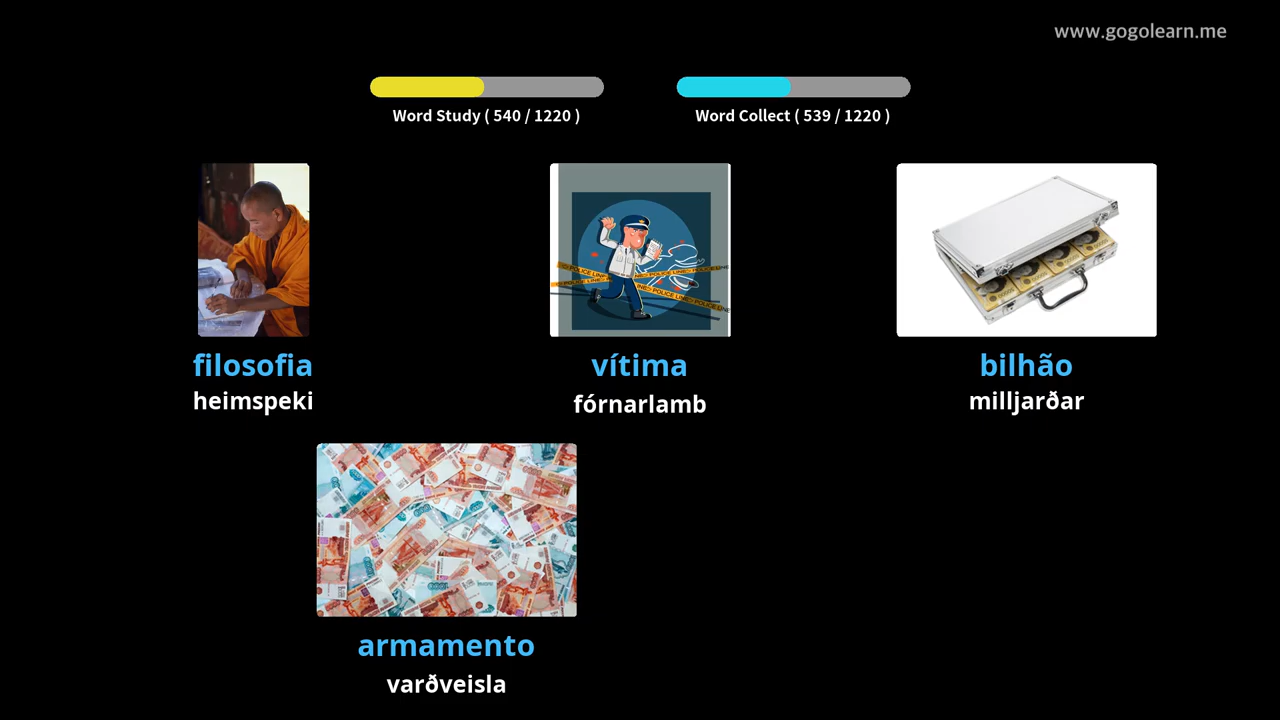 www.gogolearn.me
Word Study ( 540 / 1220 )
Word Collect ( 539 / 1220 )
filosofia
heimspeki
vítima
fórnarlamb
bilhão
milljarðar
armamento
varðveisla